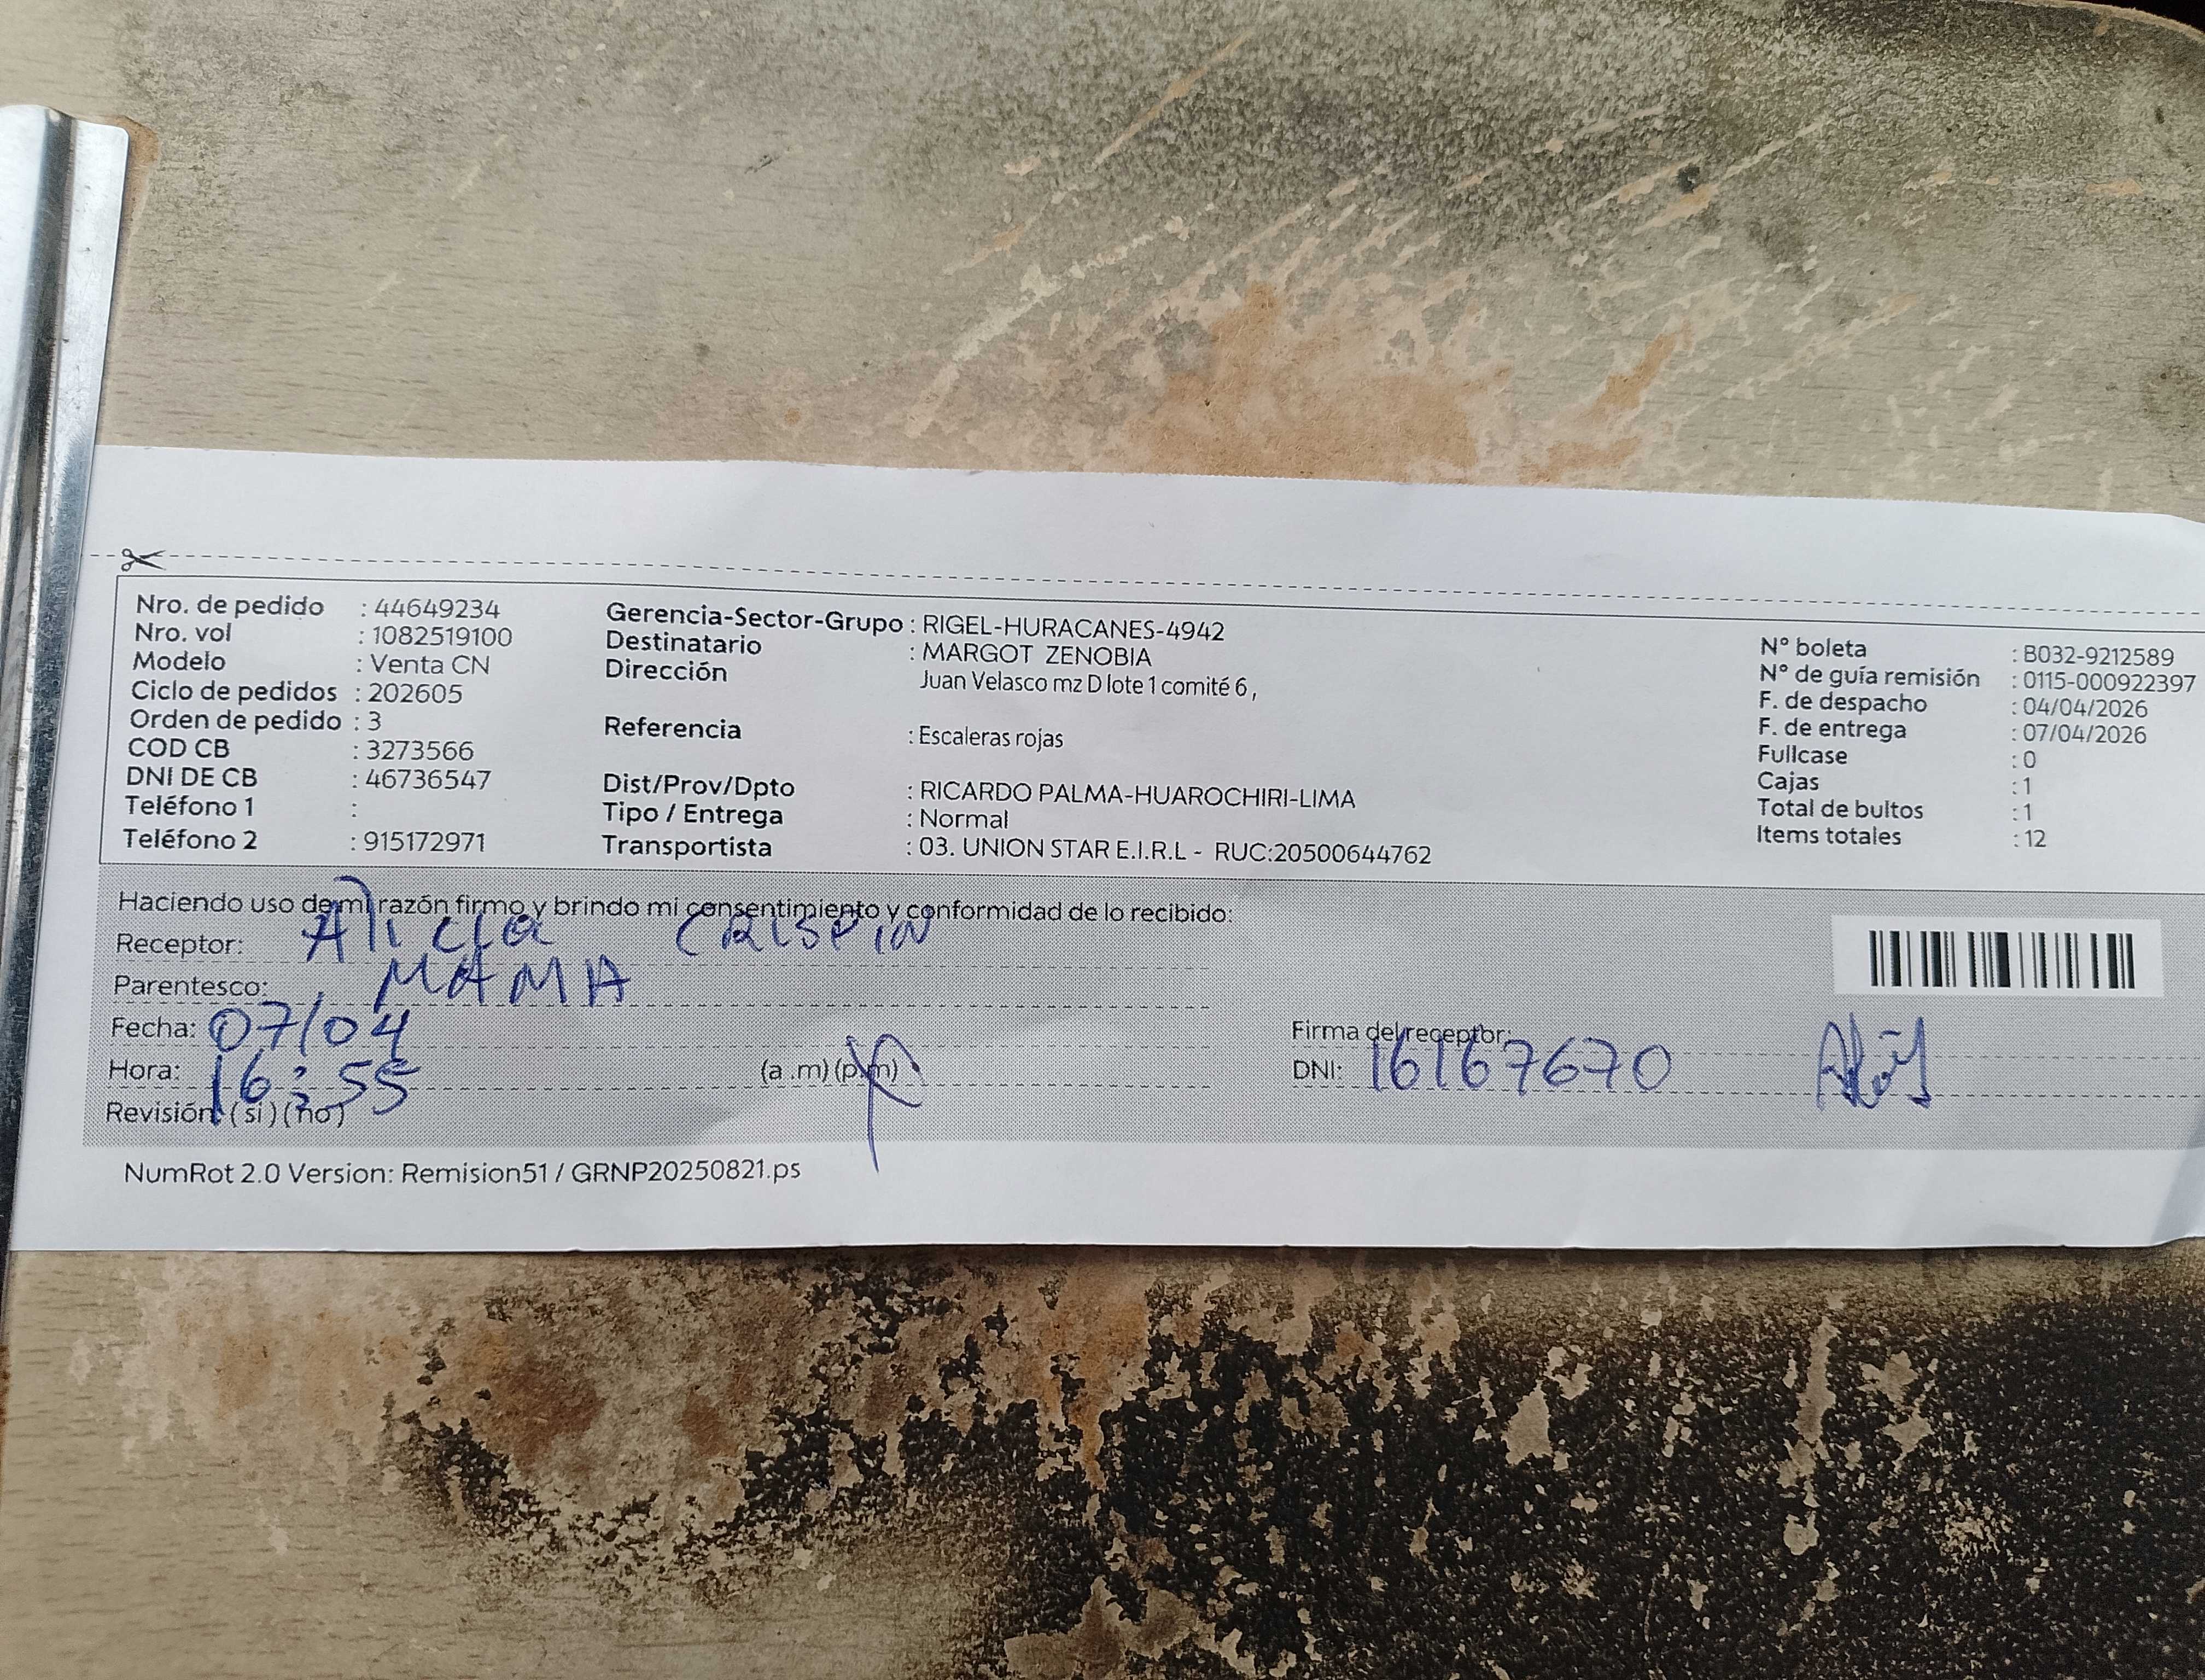 Nro. de pedido : 44649234
Nro. vol : 1082519100
Modelo : Venta CN
Ciclo de pedidos : 202605
Orden de pedido : 3
COD CB : 3273566
DNI DE CB : 46736547
Teléfono 1 :
Teléfono 2 : 915172971
Gerencia-Sector-Grupo : RIGEL-HURACANES-4942
Destinatario : MARGOT ZENOBIA
Dirección Juan Velasco mz D lote 1 comité 6 ,
Referencia : Escaleras rojas
Dist/Prov/Dpto : RICARDO PALMA-HUAROCHIRI-LIMA
Tipo / Entrega : Normal
Transportista : 03. UNION STAR E.I.R.L - RUC:20500644762
N° boleta : B032-9212589
N° de guía remisión : 0115-000922397
F. de despacho : 04/04/2026
F. de entrega : 07/04/2026
Fullcase : 0
Cajas : 1
Total de bultos : 1
Items totales : 12
Haciendo uso de mi razón firmo y brindo mi consentimiento y conformidad de lo recibido:
Receptor: Alicia CRISPIN
Parentesco: MAMA
Fecha: 07/04
Hora: 16:55 (a .m) (p.m)
Revisión: ( si ) ( no )
Firma del receptor:
DNI: 16167670
NumRot 2.0 Version: Remision51 / GRNP20250821.ps